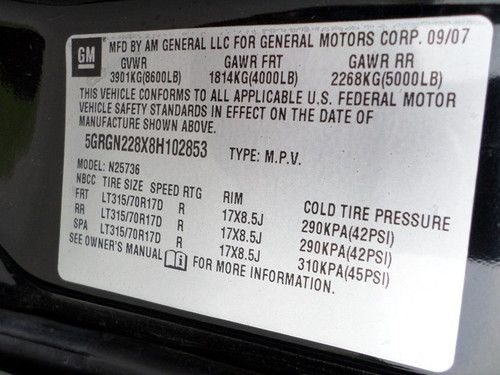 GM
MFD BY AM GENERAL LLC FOR GENERAL MOTORS CORP. 09/07
GVWR GAWR FRT GAWR RR
3901KG(8600LB) 1814KG(4000LB) 2268KG(5000LB)
THIS VEHICLE CONFORMS TO ALL APPLICABLE U.S. FEDERAL MOTOR
VEHICLE SAFETY STANDARDS IN EFFECT ON THE DATE OF
MANUFACTURE SHOWN ABOVE.
5GRGN228X8H102853 TYPE: M.P.V.
MODEL: N25736
NBCC TIRE SIZE SPEED RTG RIM COLD TIRE PRESSURE
FRT LT315/70R17D R 17X8.5J 290KPA(42PSI)
RR LT315/70R17D R 17X8.5J 290KPA(42PSI)
SPA LT315/70R17D R 17X8.5J 310KPA(45PSI)
SEE OWNER'S MANUAL FOR MORE INFORMATION.